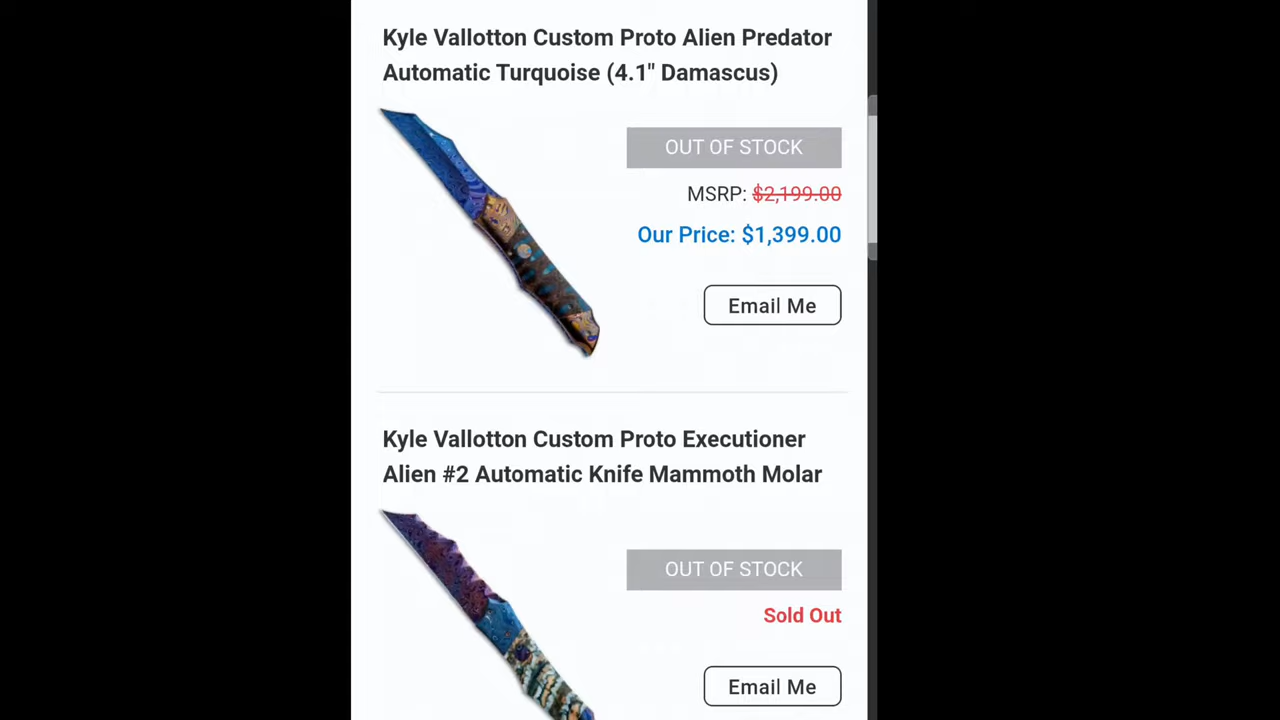 Kyle Vallotton Custom Proto Alien Predator
Automatic Turquoise (4.1" Damascus)
OUT OF STOCK
MSRP: $2,199.00
Our Price: $1,399.00
Email Me
Kyle Vallotton Custom Proto Executioner
Alien #2 Automatic Knife Mammoth Molar
OUT OF STOCK
Sold Out
Email Me